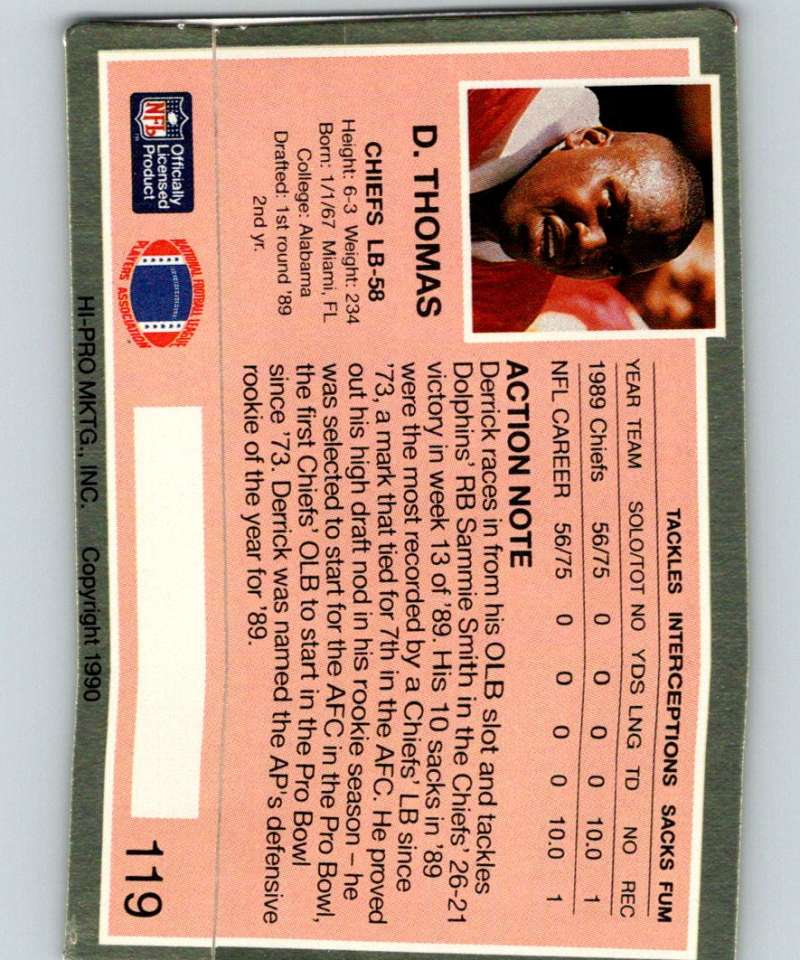 TACKLES INTERCEPTIONS SACKS FUM
YEAR TEAM SOLO/TOT NO YDS LNG TD NO REC
1989 Chiefs 56/75 0 0 0 0 10.0 1
NFL CAREER 56/75 0 0 0 0 10.0 1
D. THOMAS
CHIEFS LB-58
Height: 6-3 Weight: 234
Born: 1/1/67 Miami, FL
College: Alabama
Drafted: 1st round '89
2nd yr.
ACTION NOTE
Derrick races in from his OLB slot and tackles
Dolphins' RB Sammie Smith in the Chiefs' 26-21
victory in week 13 of '89. His 10 sacks in '89
were the most recorded by a Chiefs' LB since
'73, a mark that tied for 7th in the AFC. He proved
out his high draft nod in his rookie season – he
was selected to start for the AFC in the Pro Bowl,
the first Chiefs' OLB to start in the Pro Bowl
since '73. Derrick was named the AP's defensive
rookie of the year for '89.
NFL
Officially
Licensed
Product
NATIONAL FOOTBALL LEAGUE
PLAYERS ASSOCIATION
119
HI-PRO MKTG., INC. Copyright 1990